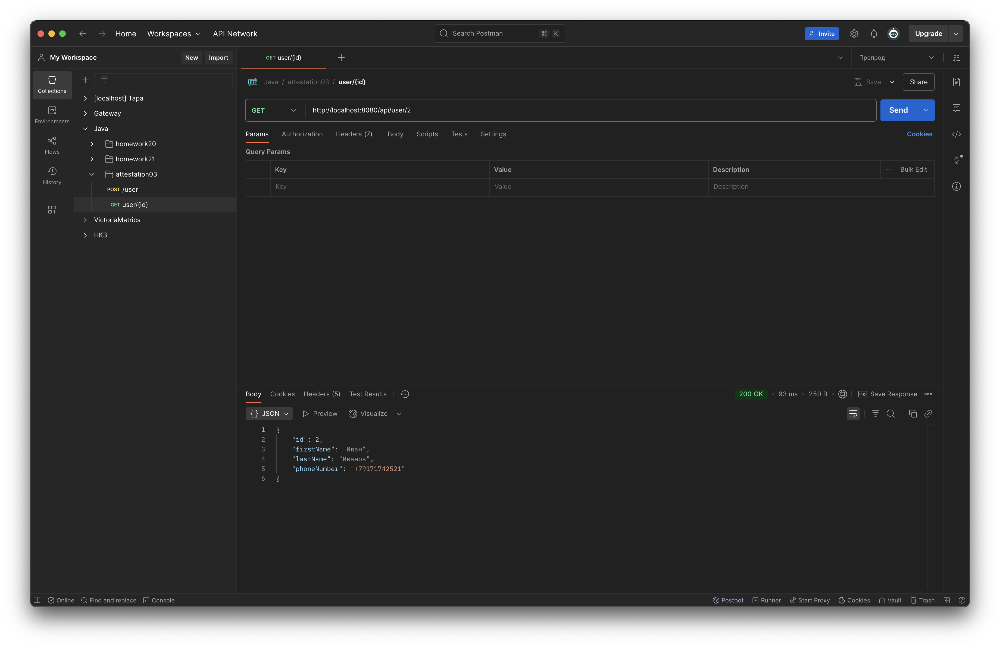 Home Workspaces API Network Search Postman ⌘ K Invite Upgrade
My Workspace New Import GET user/{id} Препрод
Collections
Environments
Flows
History
[localhost] Тара
Gateway
Java
homework20
homework21
attestation03
POST /user
GET user/{id}
VictoriaMetrics
НКЗ
HTTP Java / attestation03 / user/{id} Save Share
GET http://localhost:8080/api/user/2 Send
Params Authorization Headers (7) Body Scripts Tests Settings Cookies
Query Params
Key Value Description Bulk Edit
Key Value Description
Body Cookies Headers (5) Test Results 200 OK • 93 ms • 250 B • e.g. Save Response
{} JSON Preview Visualize
1 {
2 "id": 2,
3 "firstName": "Иван",
4 "lastName": "Иванов",
5 "phoneNumber": "+79171742521"
6 }
Online Find and replace Console Postbot Runner Start Proxy Cookies Vault Trash